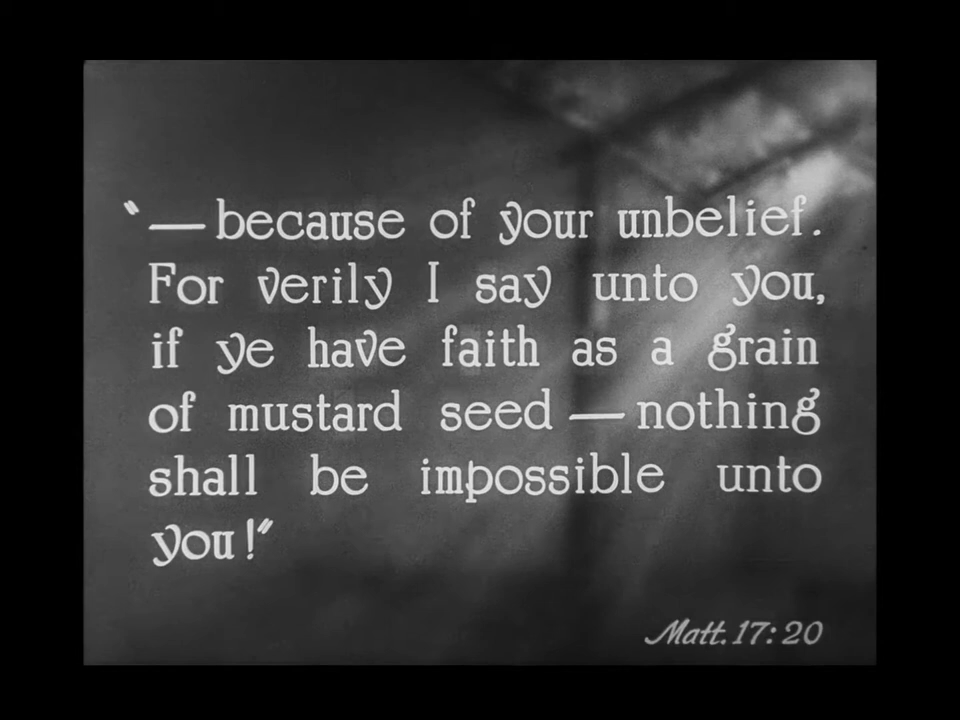 “—because of your unbelief.
For verily I say unto you,
if ye have faith as a grain
of mustard seed—nothing
shall be impossible unto
you!”
Matt. 17:20